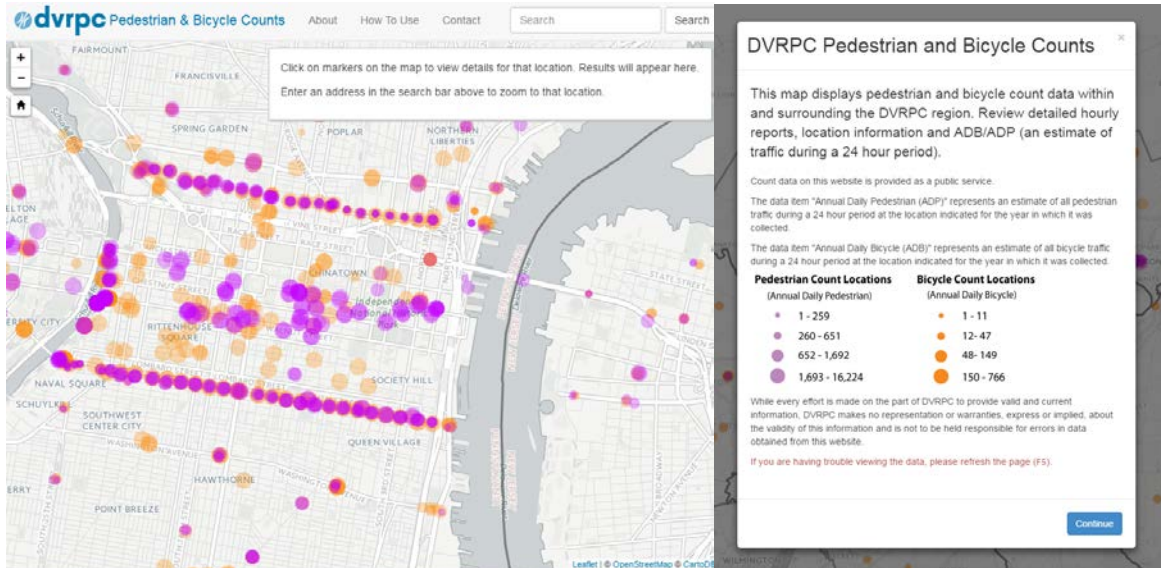 dvrpc Pedestrian & Bicycle Counts About How To Use Contact Search Search
Click on markers on the map to view details for that location. Results will appear here.
Enter an address in the search bar above to zoom to that location.
+
−
FAIRMOUNT
FRANCISVILLE
SPRING GARDEN
POPLAR
NORTHERN
LIBERTIES
VINE STREET
RACE STREET
CHINATOWN
Independence
STATE STREET
RITTENHOUSE
SQUARE
SOCIETY HILL
NAVAL SQUARE
SOUTHWEST
CENTER CITY
QUEEN VILLAGE
HAWTHORNE
POINT BREEZE
Leaflet | © OpenStreetMap © CartoDB
DVRPC Pedestrian and Bicycle Counts ×
This map displays pedestrian and bicycle count data within
and surrounding the DVRPC region. Review detailed hourly
reports, location information and ADB/ADP (an estimate of
traffic during a 24 hour period).
Count data on this website is provided as a public service.
The data item "Annual Daily Pedestrian (ADP)" represents an estimate of all pedestrian
traffic during a 24 hour period at the location indicated for the year in which it was
collected.
The data item "Annual Daily Bicycle (ADB)" represents an estimate of all bicycle traffic
during a 24 hour period at the location indicated for the year in which it was collected.
Pedestrian Count Locations
(Annual Daily Pedestrian)
1 - 259
260 - 651
652 - 1,692
1,693 - 16,224
Bicycle Count Locations
(Annual Daily Bicycle)
1 - 11
12- 47
48- 149
150 - 766
While every effort is made on the part of DVRPC to provide valid and current
information, DVRPC makes no representation or warranties, express or implied, about
the validity of this information and is not to be held responsible for errors in data
obtained from this website.
If you are having trouble viewing the data, please refresh the page (F5).
Continue
WILMINGTON